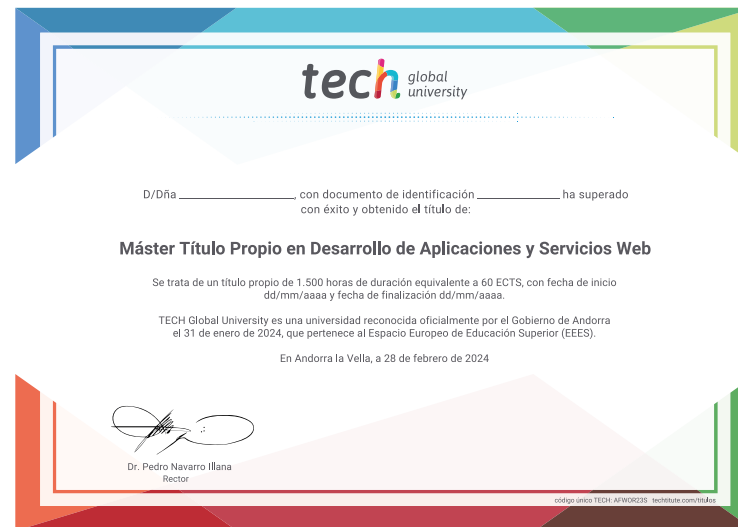 tech global university
D/Dña ____________________, con documento de identificación ______________ ha superado
con éxito y obtenido el título de:
Máster Título Propio en Desarrollo de Aplicaciones y Servicios Web
Se trata de un título propio de 1.500 horas de duración equivalente a 60 ECTS, con fecha de inicio
dd/mm/aaaa y fecha de finalización dd/mm/aaaa.
TECH Global University es una universidad reconocida oficialmente por el Gobierno de Andorra
el 31 de enero de 2024, que pertenece al Espacio Europeo de Educación Superior (EEES).
En Andorra la Vella, a 28 de febrero de 2024
Dr. Pedro Navarro Illana
Rector
código único TECH: AFWOR23S techtitute.com/titulos